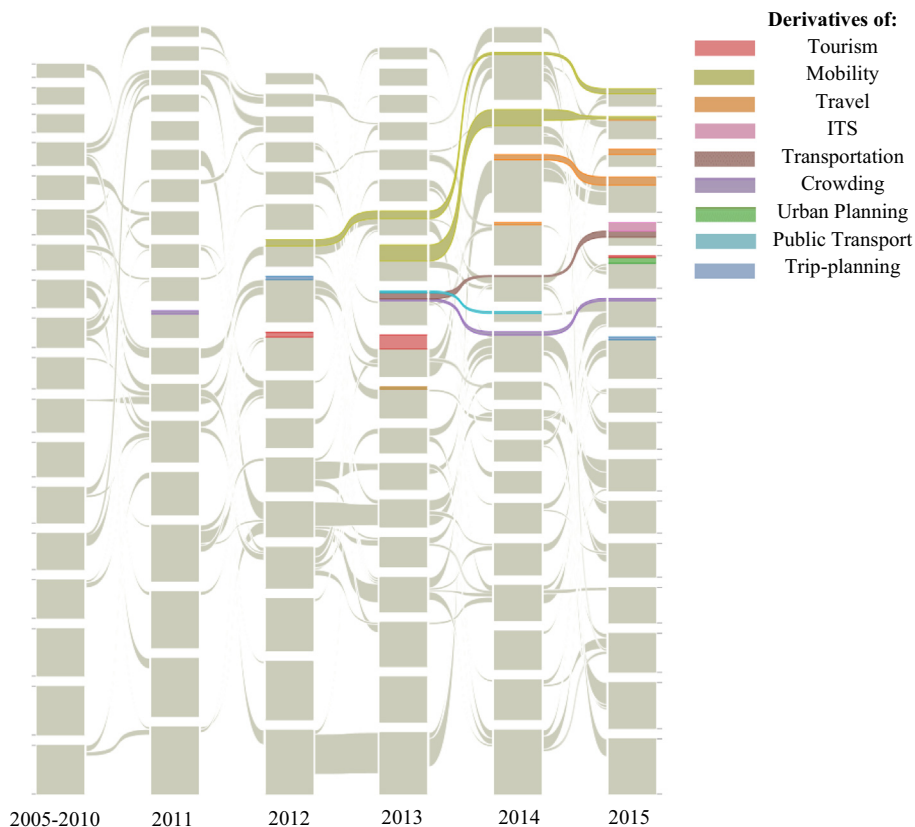 Derivatives of:
Tourism
Mobility
Travel
ITS
Transportation
Crowding
Urban Planning
Public Transport
Trip-planning
2005-2010
2011
2012
2013
2014
2015